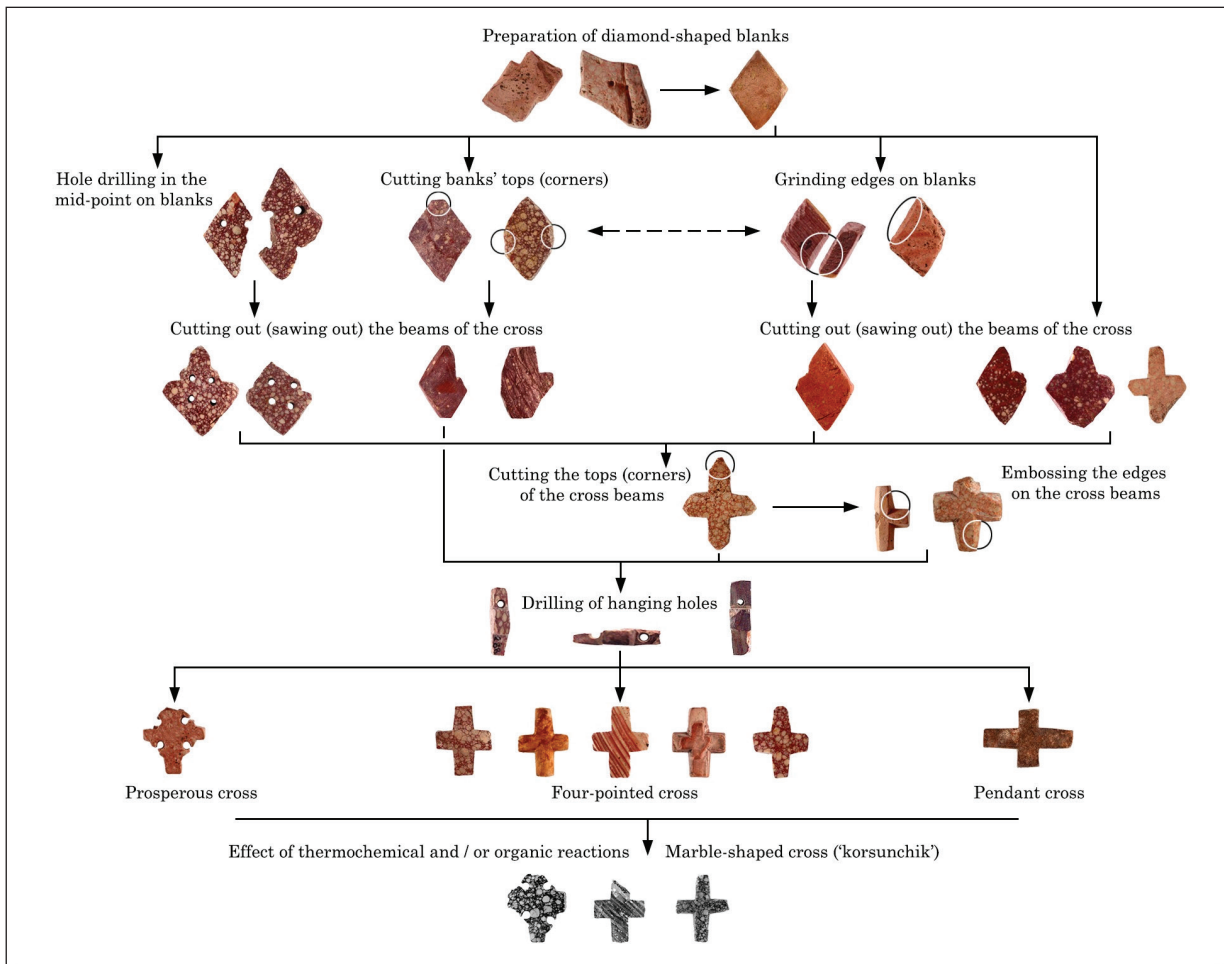 Preparation of diamond-shaped blanks
Hole drilling in the
mid-point on blanks
Cutting banks’ tops (corners)
Grinding edges on blanks
Cutting out (sawing out) the beams of the cross
Cutting out (sawing out) the beams of the cross
Cutting the tops (corners)
of the cross beams
Embossing the edges
on the cross beams
Drilling of hanging holes
Prosperous cross
Four-pointed cross
Pendant cross
Effect of thermochemical and / or organic reactions
Marble-shaped cross (‘korsunchik’)